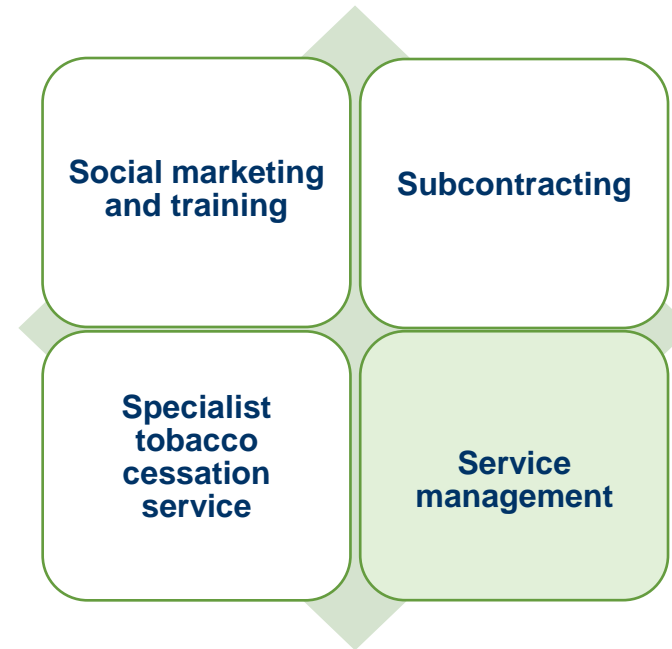 Social marketing
and training
Subcontracting
Specialist
tobacco
cessation
service
Service
management